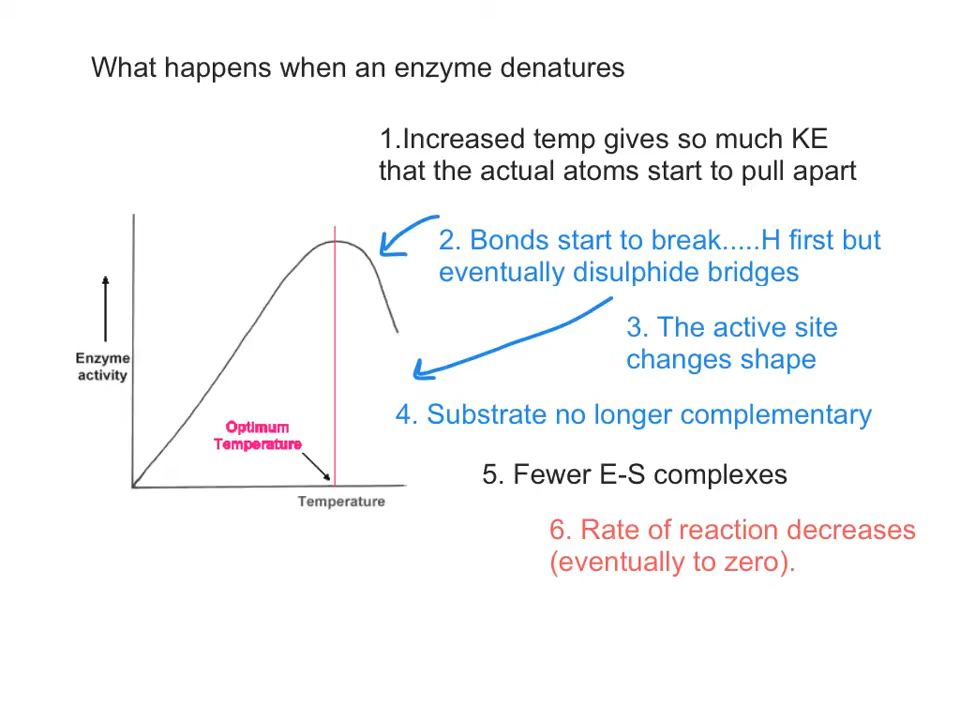 What happens when an enzyme denatures
1.Increased temp gives so much KE
that the actual atoms start to pull apart
2. Bonds start to break.....H first but
eventually disulphide bridges
3. The active site
changes shape
Enzyme
activity
4. Substrate no longer complementary
Optimum
Temperature
5. Fewer E-S complexes
Temperature
6. Rate of reaction decreases
(eventually to zero).